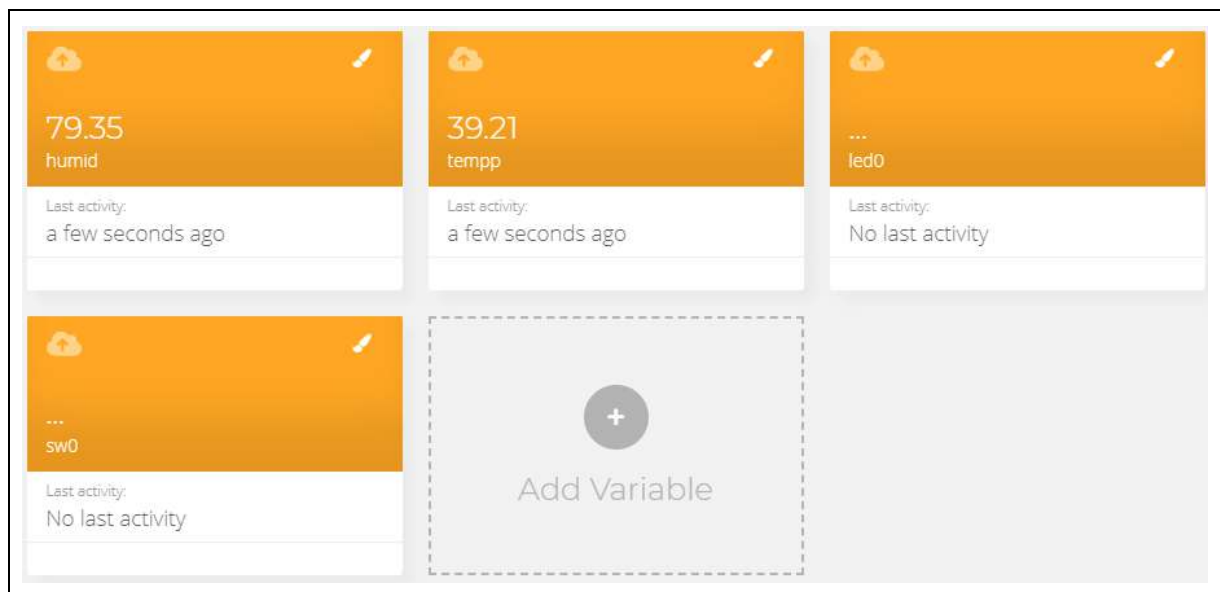 79.35
humid
Last activity:
a few seconds ago
39.21
tempp
Last activity:
a few seconds ago
...
led0
Last activity:
No last activity
...
sw0
Last activity:
No last activity
+
Add Variable